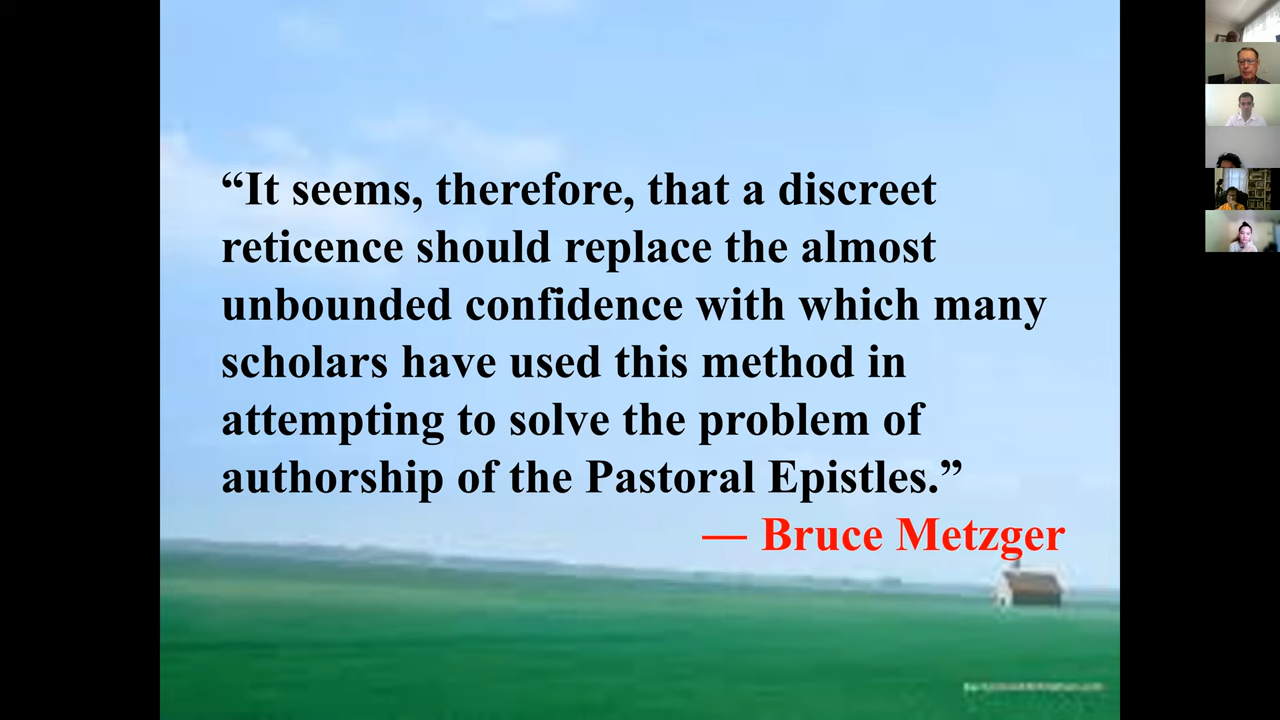 “It seems, therefore, that a discreet
reticence should replace the almost
unbounded confidence with which many
scholars have used this method in
attempting to solve the problem of
authorship of the Pastoral Epistles.”
— Bruce Metzger